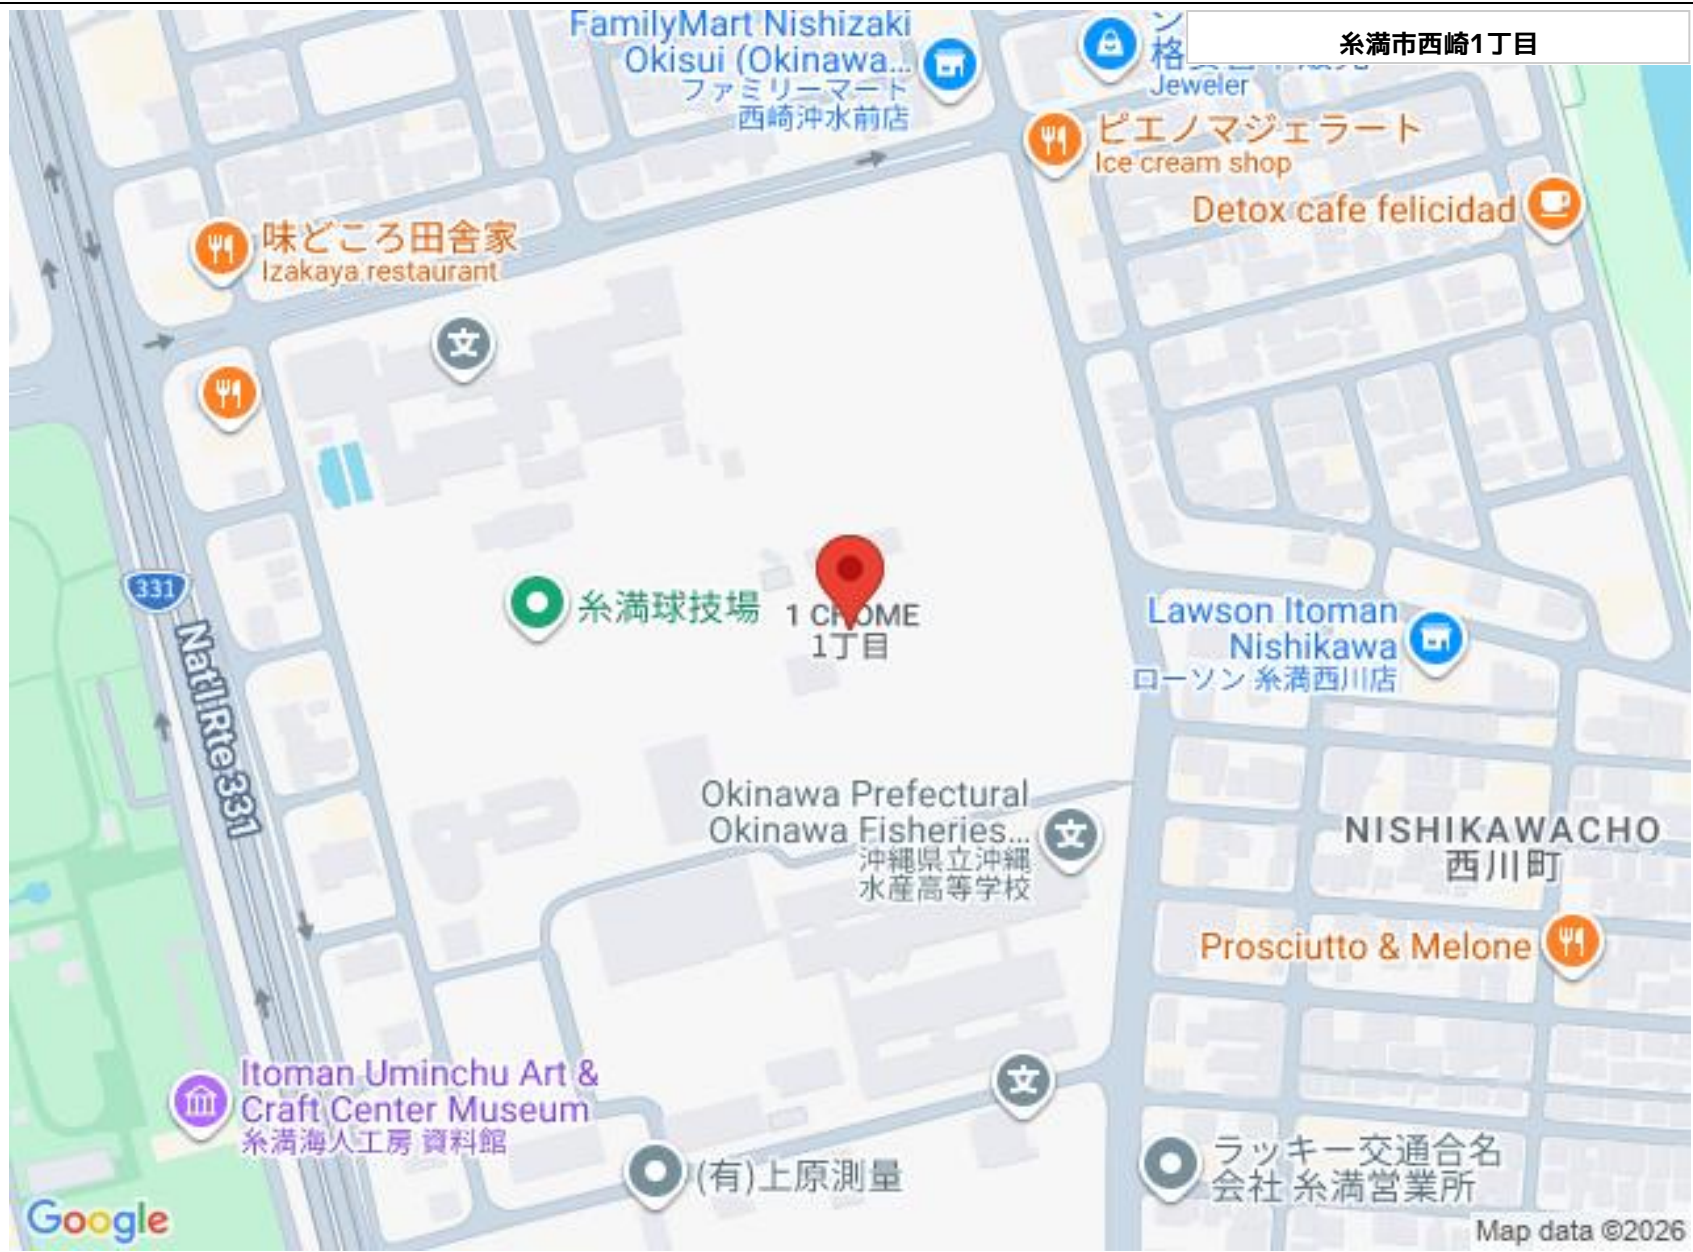 FamilyMart Nishizaki
Okisui (Okinawa...
ファミリーマート
西崎沖水前店
糸満市西崎1丁目
Jeweler
ピエノマジェラート
Ice cream shop
Detox cafe felicidad
味どころ田舎家
Izakaya restaurant
331
Nat'l Rte 331
糸満球技場
1 CHOME
1丁目
Lawson Itoman
Nishikawa
ローソン 糸満西川店
Okinawa Prefectural
Okinawa Fisheries...
沖縄県立沖縄
水産高等学校
NISHIKAWACHO
西川町
Prosciutto & Melone
Itoman Uminchu Art &
Craft Center Museum
糸満海人工房 資料館
(有)上原測量
ラッキー交通合名
会社 糸満営業所
Google
Map data ©2026